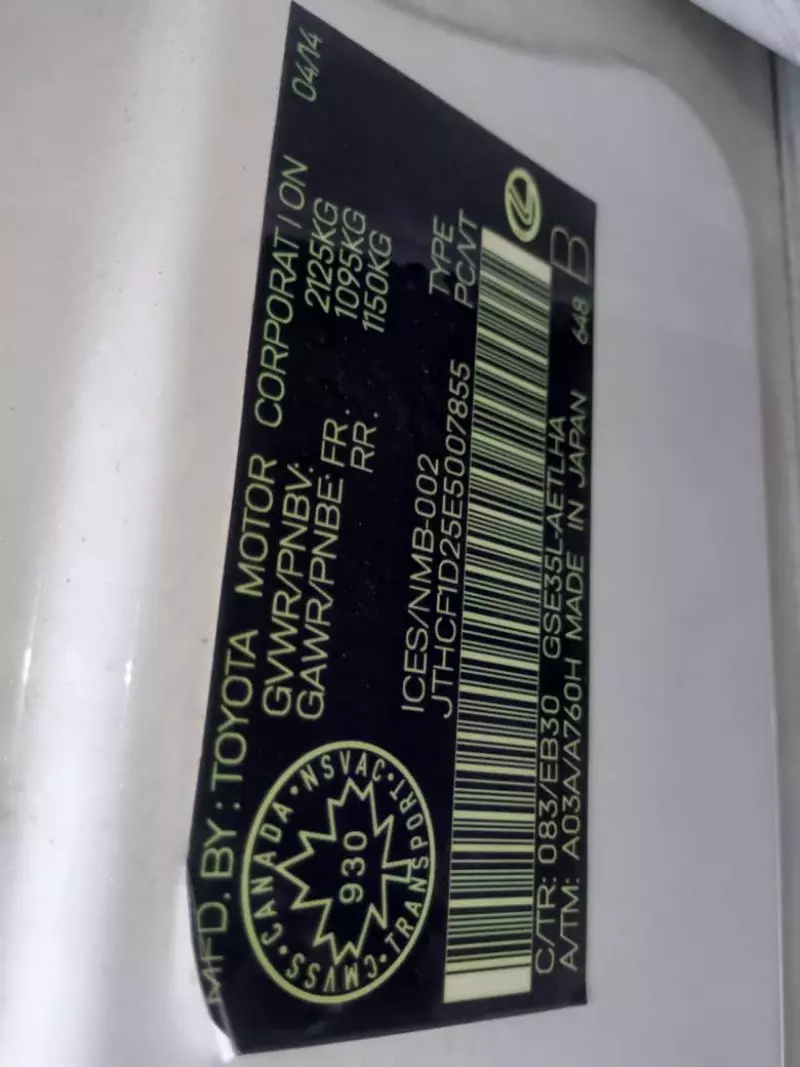 MFD. BY : TOYOTA MOTOR CORPORATION 04/14
GVWR/PNBV: 2125KG
GAWR/PNBE: FR. 1095KG
RR. 1150KG
CANADA • NSVAC • TRANSPORT • CMVSS •
930
ICES/NMB-002 TYPE
JTHCF1D25E5007855 PC/VT
C/TR: 083/EB30 GSE35L-AETLHA
A/TM: A03A/A760H MADE IN JAPAN 648 B